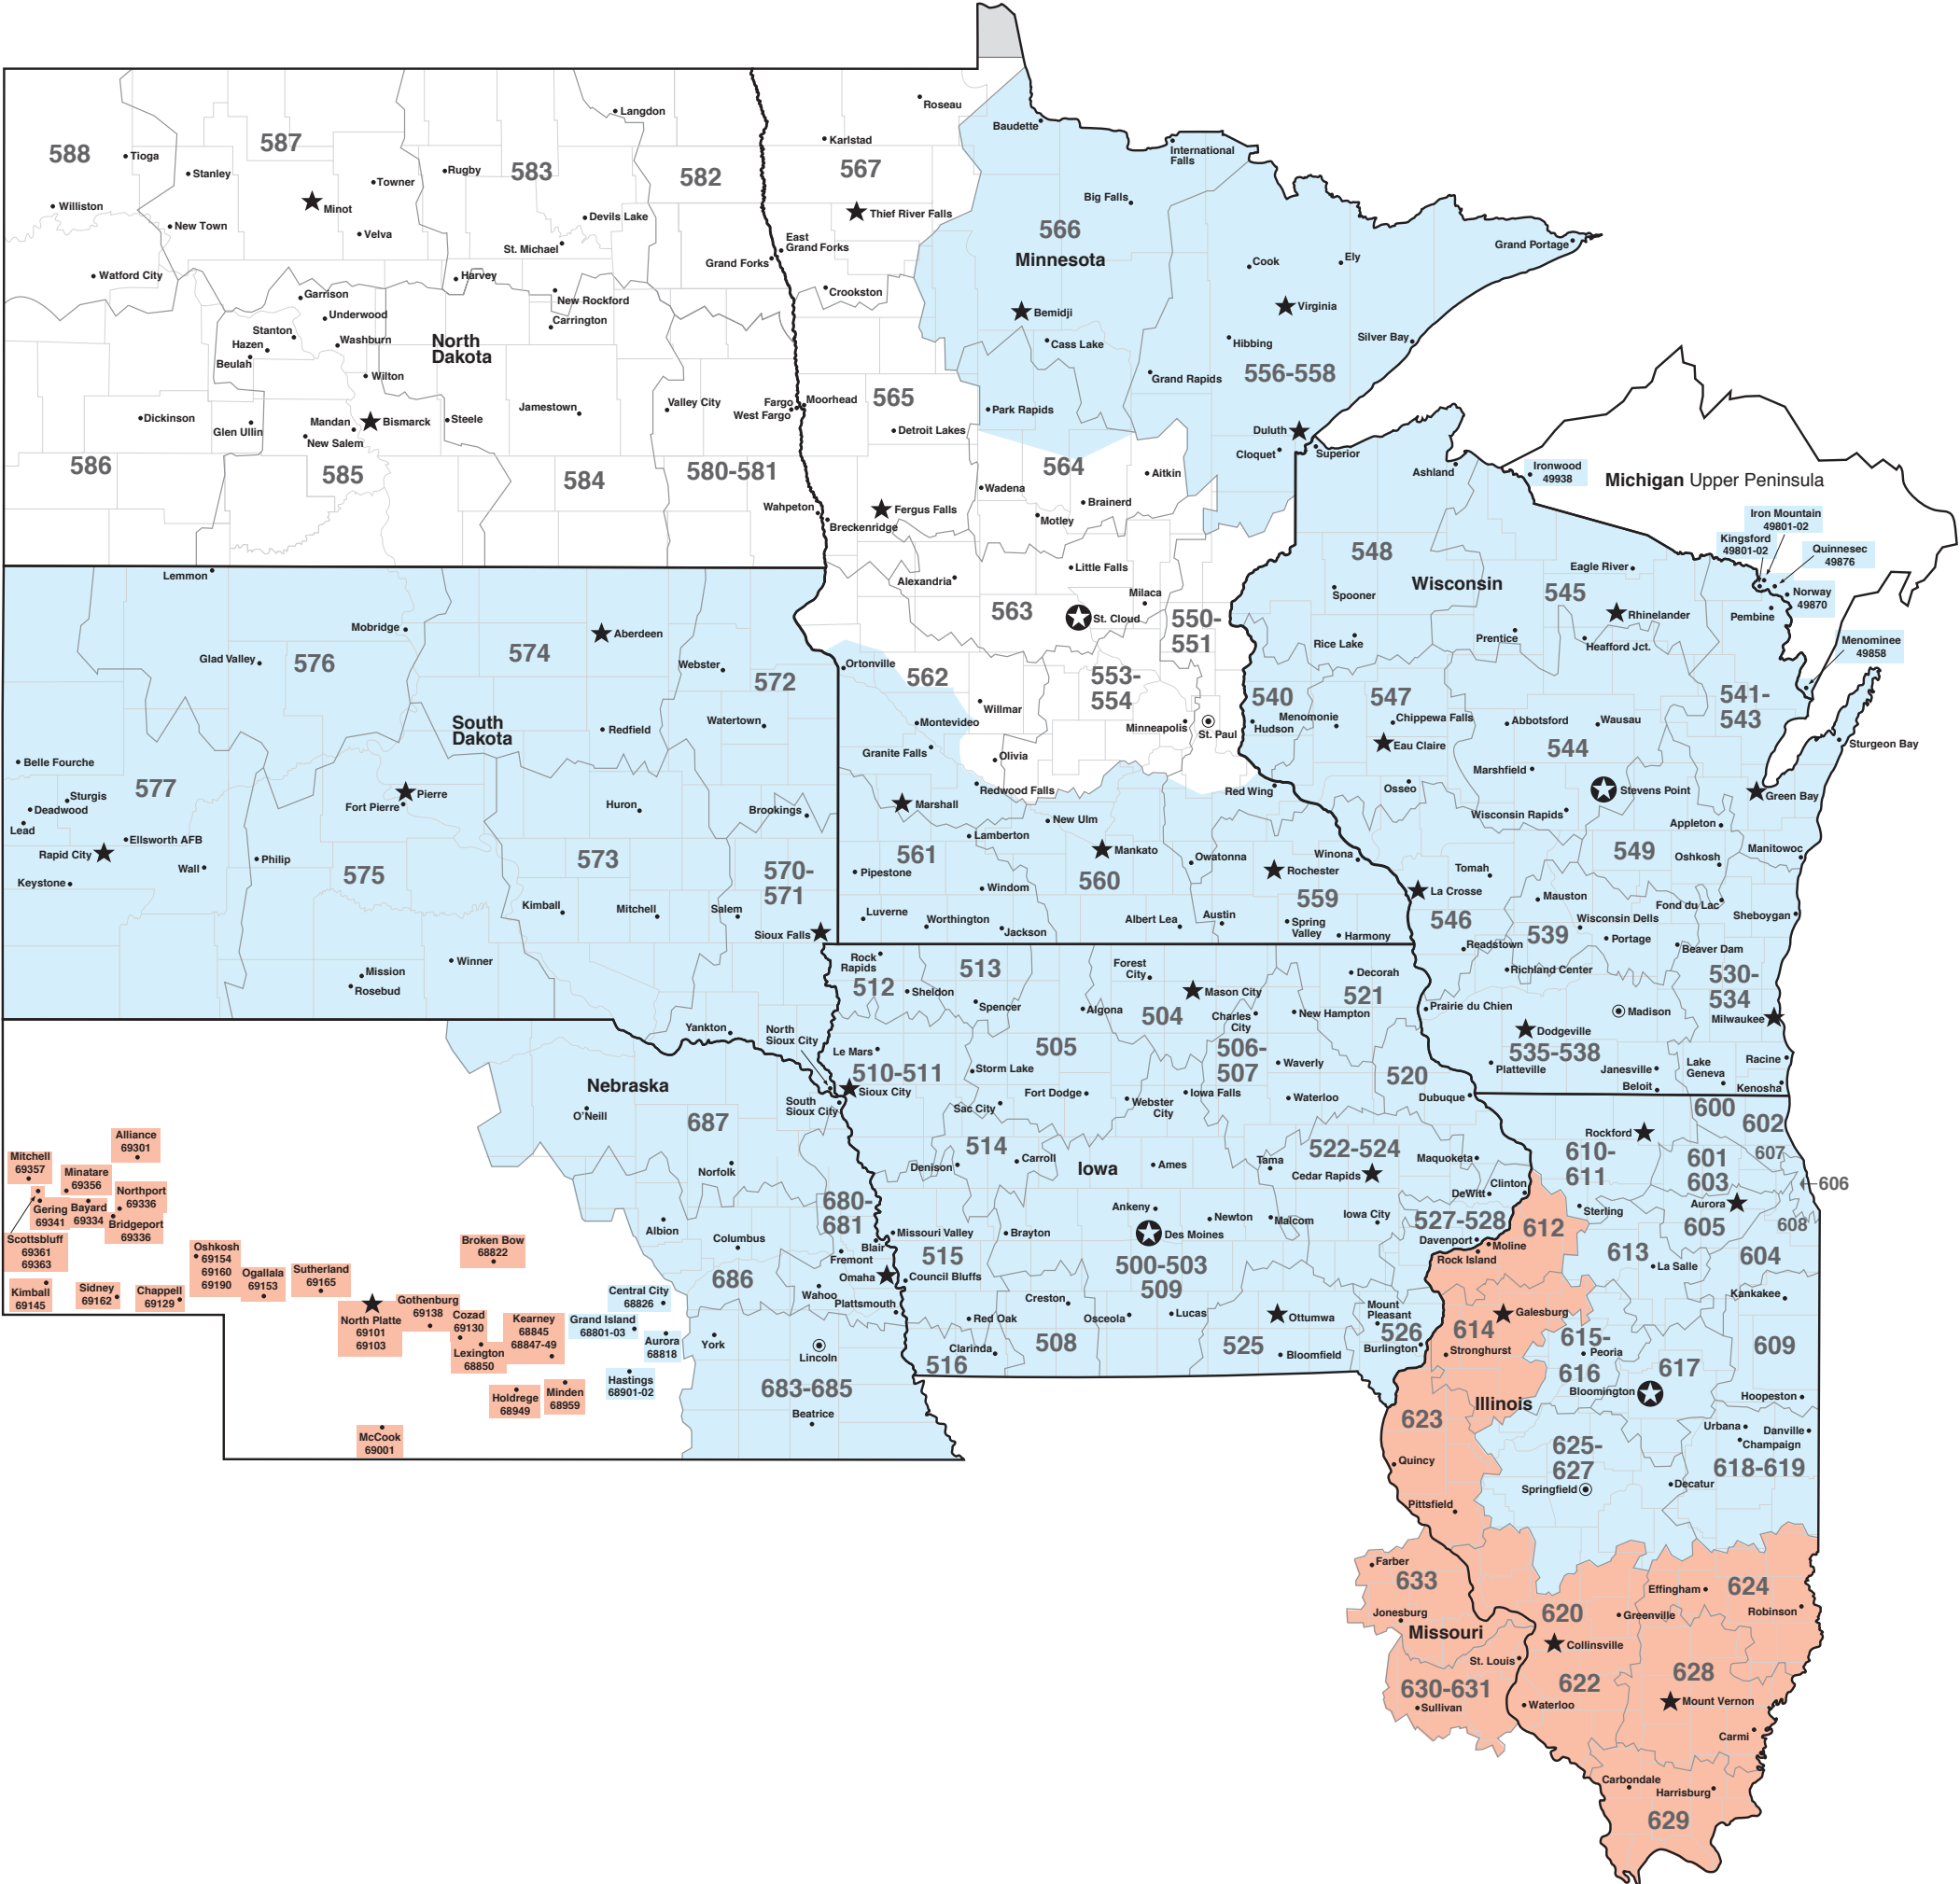 588
Tioga
Williston
Watford City
587
Stanley
Towner
Minot
New Town
Velva
Langdon
Rugby
583
Devils Lake
St. Michael
Harvey
582
Grand Forks
New Rockford
Carrington
Garrison
Underwood
Stanton
Hazen
Washburn
Beulah
Wilton
North
Dakota
Dickinson
Glen Ullin
Mandan
Bismarck
New Salem
Steele
Jamestown
Valley City
Fargo
West Fargo
586
585
584
580-581
Wahpeton
Roseau
Karlstad
567
Thief River Falls
East
Grand Forks
Crookston
Baudette
International
Falls
Big Falls
566
Minnesota
Bemidji
Cass Lake
Cook
Ely
Grand Portage
Virginia
Hibbing
Silver Bay
Grand Rapids
556-558
Moorhead
565
Detroit Lakes
Park Rapids
Duluth
Cloquet
Superior
564
Aitkin
Wadena
Brainerd
Motley
Fergus Falls
Breckenridge
Alexandria
Little Falls
Milaca
563
St. Cloud
550-
551
Ortonville
562
553-
554
Willmar
Montevideo
Minneapolis
St. Paul
Granite Falls
Olivia
Redwood Falls
Red Wing
Marshall
New Ulm
Lamberton
561
Mankato
Owatonna
Winona
Rochester
Pipestone
Windom
560
559
Luverne
Worthington
Jackson
Albert Lea
Austin
Spring
Valley
Harmony
Michigan Upper Peninsula
Ironwood
49938
Iron Mountain
49801-02
Kingsford
49801-02
Quinnesec
49876
Norway
49870
Menominee
49858
Ashland
548
Wisconsin
Spooner
Rice Lake
Eagle River
545
Rhinelander
Prentice
Heafford Jct.
Pembine
540
Hudson
Menomonie
547
Chippewa Falls
Eau Claire
Abbotsford
Wausau
541-
543
544
Sturgeon Bay
Marshfield
Osseo
Stevens Point
Green Bay
Wisconsin Rapids
Appleton
549
Oshkosh
Manitowoc
Tomah
La Crosse
Mauston
Fond du Lac
546
Wisconsin Dells
Sheboygan
539
Portage
Readstown
Beaver Dam
Richland Center
530-
534
Prairie du Chien
Madison
Milwaukee
Dodgeville
535-538
Platteville
Janesville
Lake
Geneva
Racine
Beloit
Kenosha
Lemmon
Mobridge
Aberdeen
574
576
Glad Valley
Webster
572
South
Dakota
Redfield
Watertown
Belle Fourche
577
Sturgis
Deadwood
Lead
Pierre
Fort Pierre
Huron
Brookings
Ellsworth AFB
Rapid City
Wall
Philip
Keystone
575
573
570-
571
Kimball
Mitchell
Salem
Sioux Falls
Winner
Mission
Rosebud
Yankton
North
Sioux City
Rock
Rapids
512
Sheldon
513
Spencer
Forest
City
Algona
504
Mason City
Charles
City
Decorah
521
New Hampton
Le Mars
510-511
Sioux City
505
Storm Lake
Fort Dodge
506-
507
Waverly
520
Dubuque
Sac City
Webster
City
Iowa Falls
Waterloo
514
Denison
Carroll
Iowa
Ames
Tama
522-524
Cedar Rapids
Maquoketa
DeWitt
Clinton
Ankeny
Newton
Malcom
Iowa City
527-528
Davenport
Missouri Valley
Brayton
Des Moines
515
Council Bluffs
500-503
509
Creston
Osceola
Lucas
Ottumwa
Mount
Pleasant
Red Oak
Clarinda
508
516
525
526
Burlington
Bloomfield
Nebraska
O'Neill
687
South
Sioux City
Norfolk
680-
681
Albion
Columbus
Blair
Fremont
686
Omaha
Wahoo
Plattsmouth
York
Lincoln
683-685
Beatrice
Alliance
69301
Mitchell
69357
Minatare
69356
Northport
69336
Gering
69341
Bayard
69334
Bridgeport
69336
Scottsbluff
69361
69363
Kimball
69145
Sidney
69162
Chappell
69129
Oshkosh
69154
69160
69190
Ogallala
69153
Sutherland
69165
Broken Bow
68822
North Platte
69101
69103
Gothenburg
69138
Cozad
69130
Lexington
68850
Kearney
68845
68847-49
Central City
68826
Grand Island
68801-03
Aurora
68818
Hastings
68901-02
Holdrege
68949
Minden
68959
McCook
69001
600
602
Rockford
610-
611
601
603
607
606
Aurora
Sterling
605
608
612
Moline
Rock Island
613
La Salle
604
Kankakee
Galesburg
614
615-
Peoria
616
Stronghurst
617
609
Bloomington
Hoopeston
Illinois
623
Urbana
Danville
Champaign
625-
627
618-619
Quincy
Springfield
Decatur
Pittsfield
Farber
633
Jonesburg
Missouri
St. Louis
630-631
Sullivan
Effingham
624
620
Greenville
Robinson
Collinsville
622
628
Waterloo
Mount Vernon
Carmi
Carbondale
Harrisburg
629